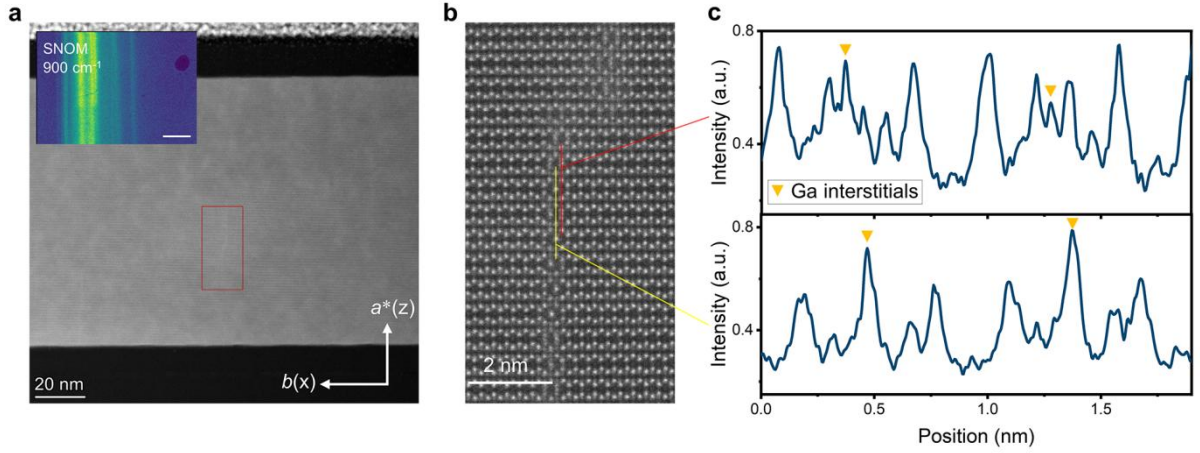 a
SNOM
900 cm⁻¹
a*(z)
b(x)
20 nm
b
2 nm
c
0.8
Intensity (a.u.)
0.4
Ga interstitials
0.8
Intensity (a.u.)
0.4
0.0 0.5 1.0 1.5
Position (nm)